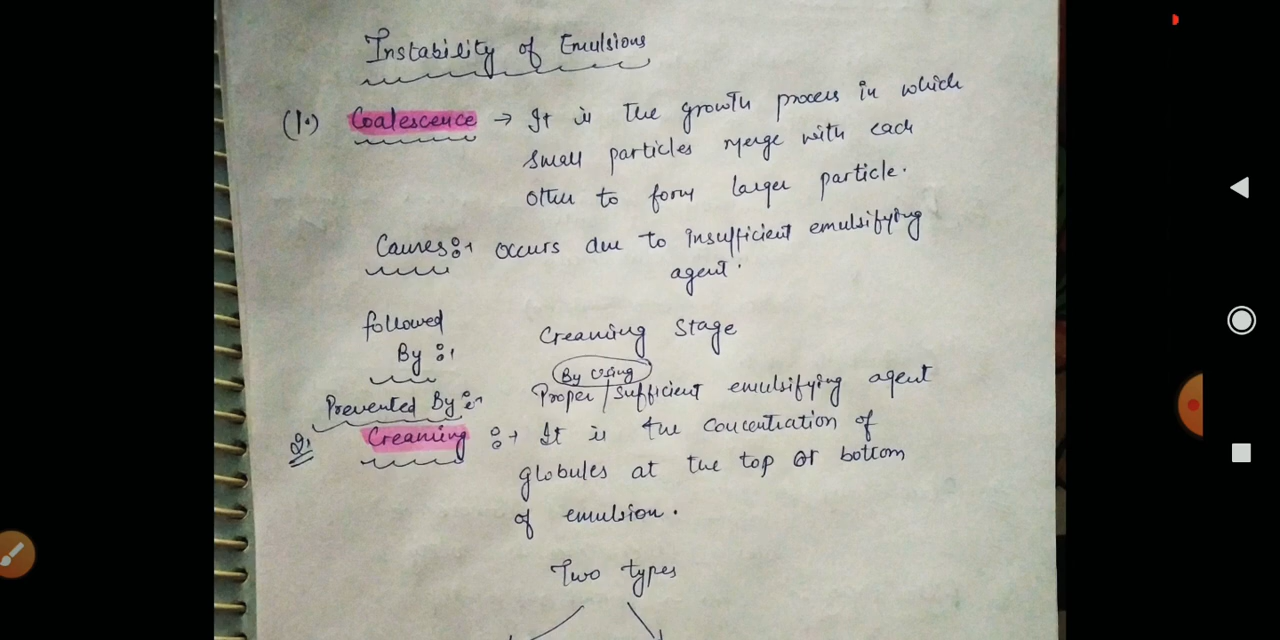 Instability of Emulsions
(1.) Coalescence → It is the growth process in which
small particles merge with each
other to form larger particle.
Causes :→ occurs due to insufficient emulsifying
agent.
followed
By :→ Creaming Stage
By Using
Prevented By :→ Proper / Sufficient emulsifying agent
2. Creaming :→ It is the concentration of
globules at the top or bottom
of emulsion.
Two types